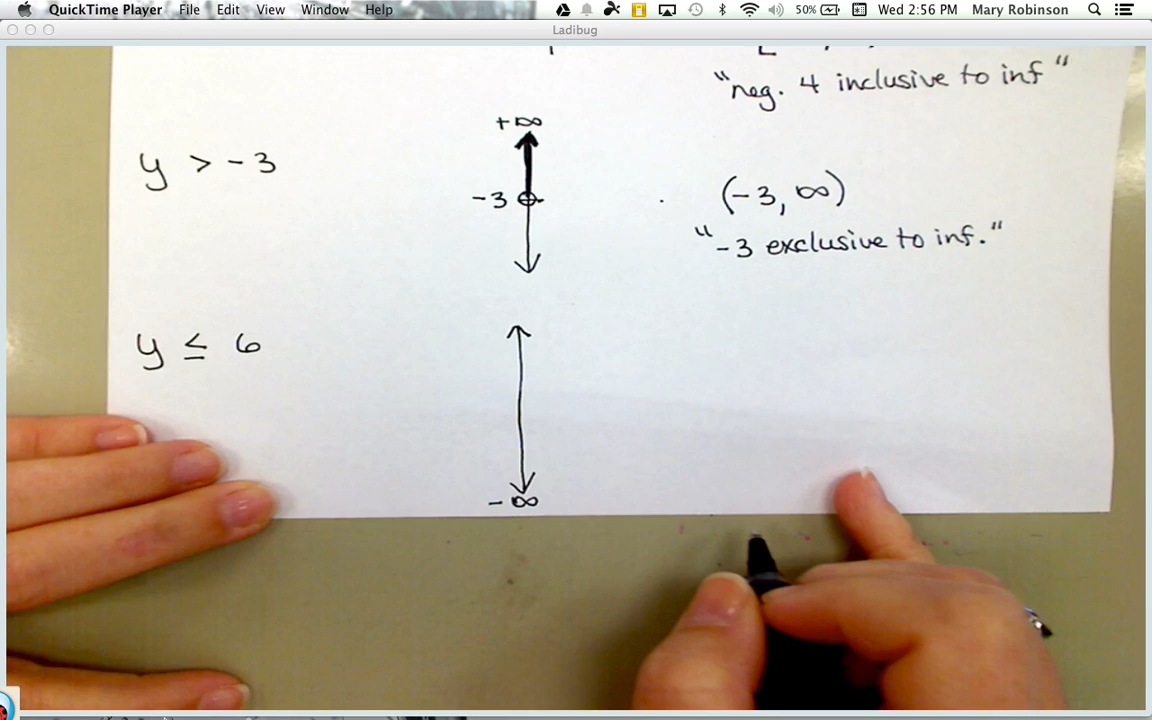 QuickTime Player File Edit View Window Help 50% Wed 2:56 PM Mary Robinson
Ladibug
"neg. 4 inclusive to inf"
+∞
y > -3
-3
(-3, ∞)
"-3 exclusive to inf."
y ≤ 6
-∞